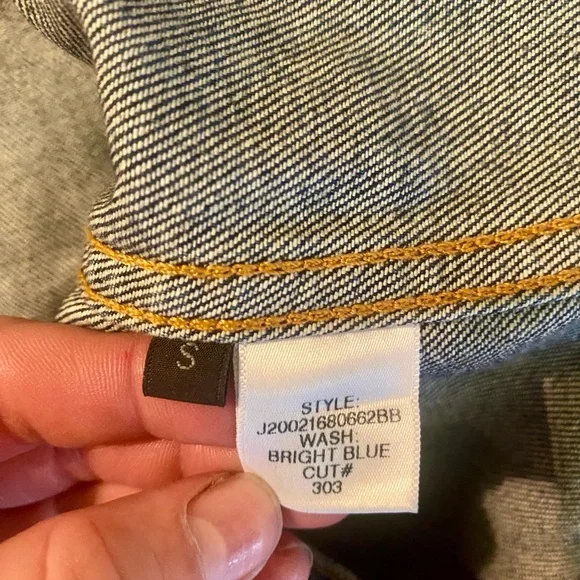 S
STYLE:
J20021680662BB
WASH:
BRIGHT BLUE
CUT#
303